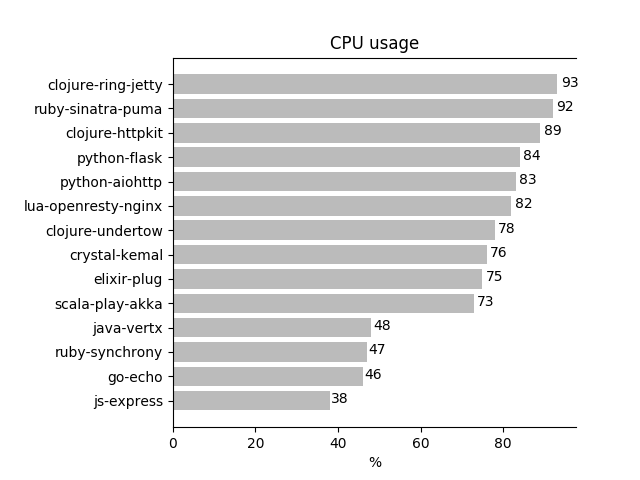 CPU usage
clojure-ring-jetty 93
ruby-sinatra-puma 92
clojure-httpkit 89
python-flask 84
python-aiohttp 83
lua-openresty-nginx 82
clojure-undertow 78
crystal-kemal 76
elixir-plug 75
scala-play-akka 73
java-vertx 48
ruby-synchrony 47
go-echo 46
js-express 38
0 20 40 60 80
%